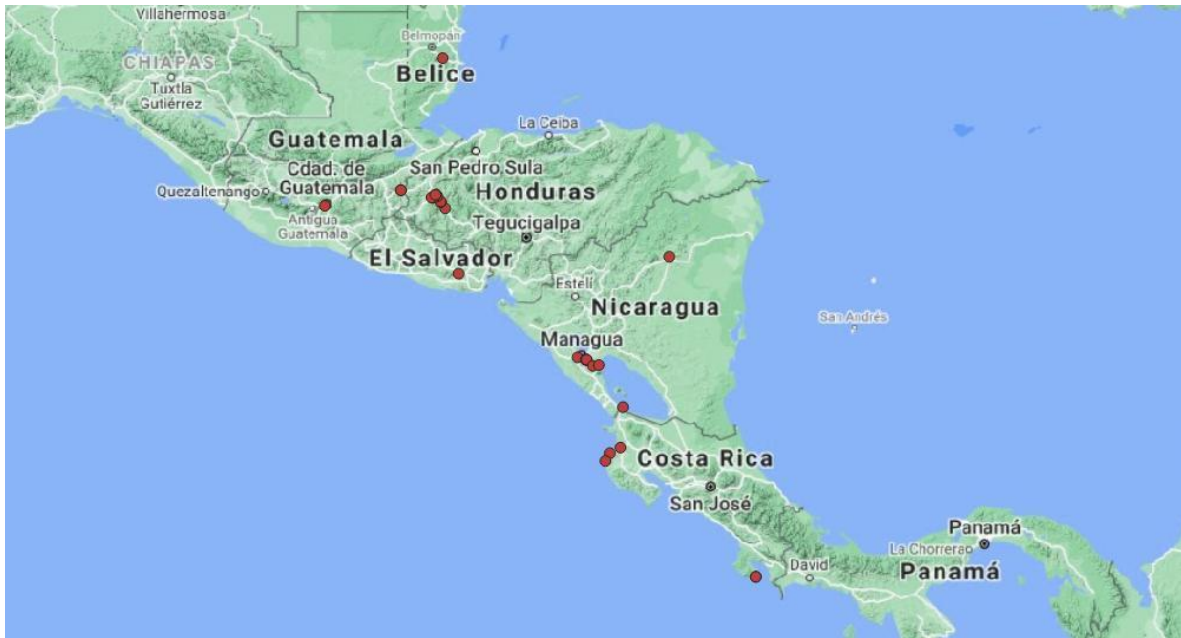 Villahermosa
Belmopán
CHIAPAS
Belice
Tuxtla
Gutiérrez
La Ceiba
Guatemala
San Pedro Sula
Cdad. de
Guatemala
Quezaltenango
Honduras
Antigua
Guatemala
Tegucigalpa
El Salvador
Estelí
Nicaragua
San Andrés
Managua
Costa Rica
San José
Panamá
La Chorrera
David
Panamá